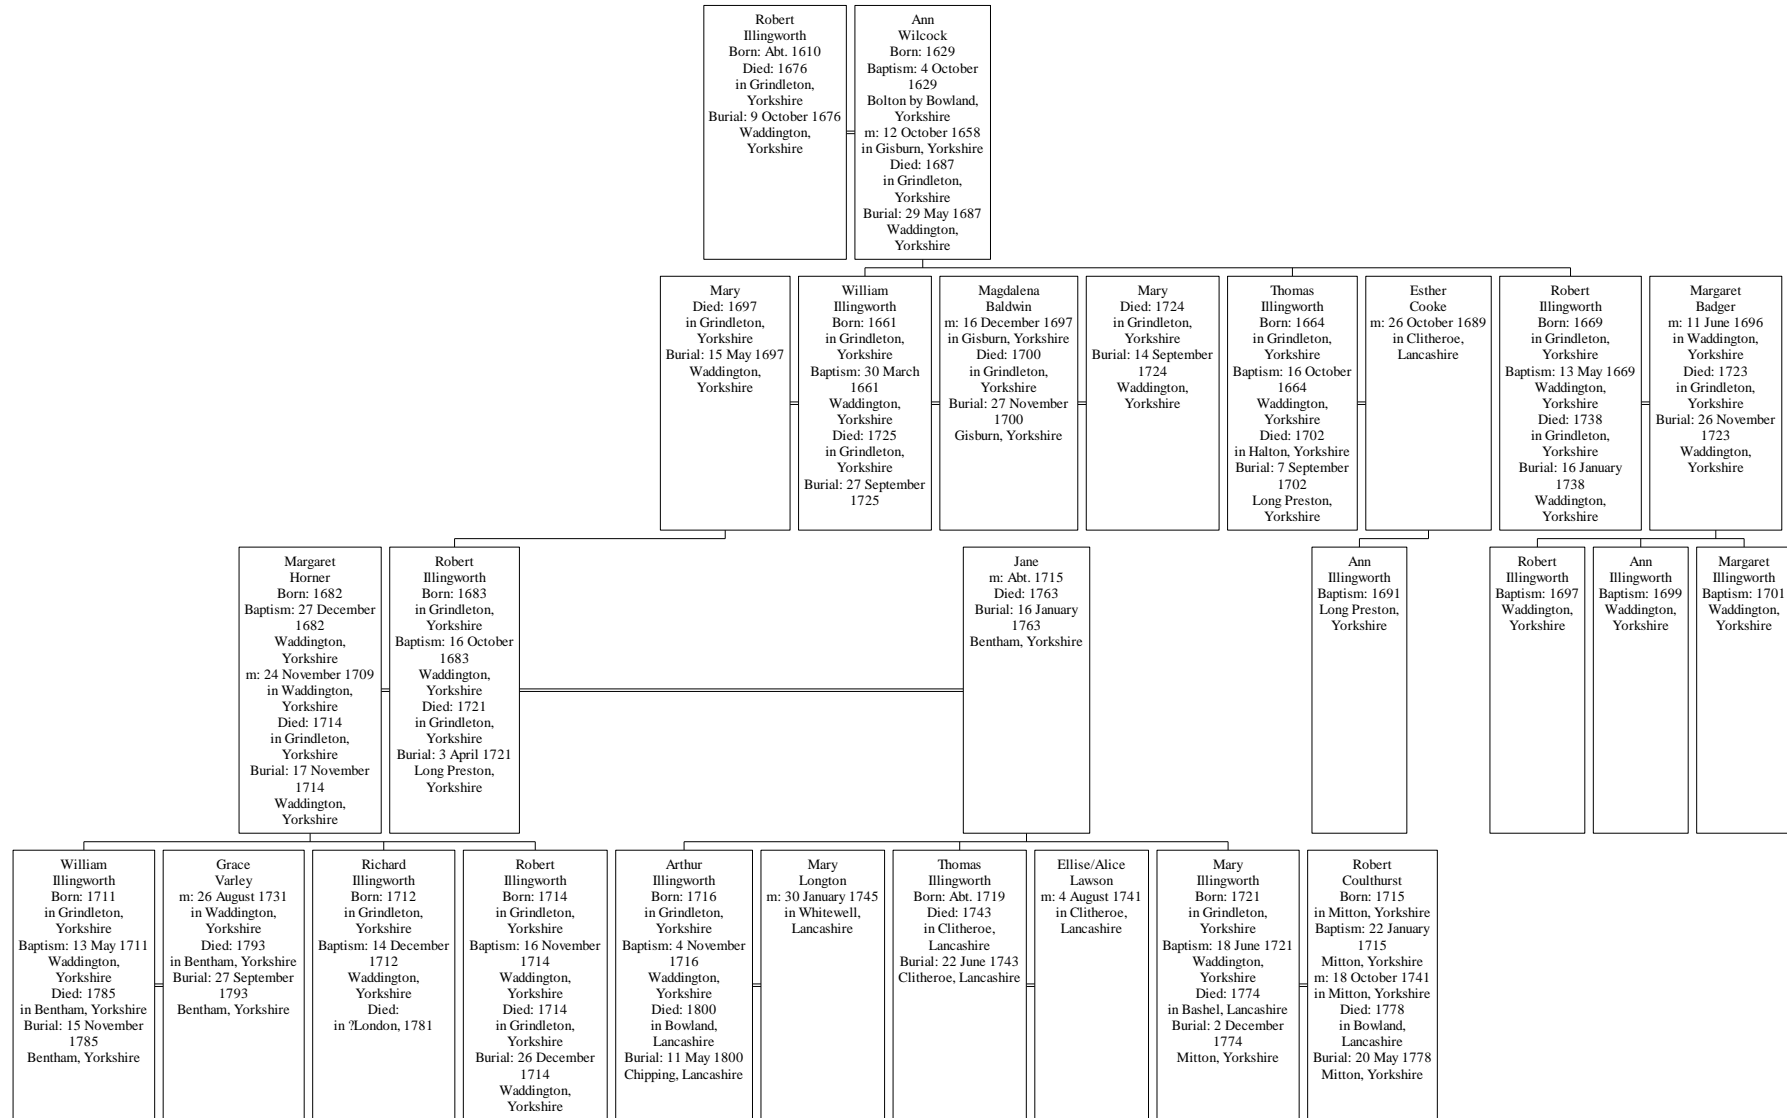 Robert
Illingworth
Born: Abt. 1610
Died: 1676
in Grindleton,
Yorkshire
Burial: 9 October 1676
Waddington,
Yorkshire
Ann
Wilcock
Born: 1629
Baptism: 4 October
1629
Bolton by Bowland,
Yorkshire
m: 12 October 1658
in Gisburn, Yorkshire
Died: 1687
in Grindleton,
Yorkshire
Burial: 29 May 1687
Waddington,
Yorkshire
Mary
Died: 1697
in Grindleton,
Yorkshire
Burial: 15 May 1697
Waddington,
Yorkshire
William
Illingworth
Born: 1661
in Grindleton,
Yorkshire
Baptism: 30 March
1661
Waddington,
Yorkshire
Died: 1725
in Grindleton,
Yorkshire
Burial: 27 September
1725
Magdalena
Baldwin
m: 16 December 1697
in Gisburn, Yorkshire
Died: 1700
in Grindleton,
Yorkshire
Burial: 27 November
1700
Gisburn, Yorkshire
Mary
Died: 1724
in Grindleton,
Yorkshire
Burial: 14 September
1724
Waddington,
Yorkshire
Thomas
Illingworth
Born: 1664
in Grindleton,
Yorkshire
Baptism: 16 October
1664
Waddington,
Yorkshire
Died: 1702
in Halton, Yorkshire
Burial: 7 September
1702
Long Preston,
Yorkshire
Esther
Cooke
m: 26 October 1689
in Clitheroe,
Lancashire
Robert
Illingworth
Born: 1669
in Grindleton,
Yorkshire
Baptism: 13 May 1669
Waddington,
Yorkshire
Died: 1738
in Grindleton,
Yorkshire
Burial: 16 January
1738
Waddington,
Yorkshire
Margaret
Badger
m: 11 June 1696
in Waddington,
Yorkshire
Died: 1723
in Grindleton,
Yorkshire
Burial: 26 November
1723
Waddington,
Yorkshire
Margaret
Horner
Born: 1682
Baptism: 27 December
1682
Waddington,
Yorkshire
m: 24 November 1709
in Waddington,
Yorkshire
Died: 1714
in Grindleton,
Yorkshire
Burial: 17 November
1714
Waddington,
Yorkshire
Robert
Illingworth
Born: 1683
in Grindleton,
Yorkshire
Baptism: 16 October
1683
Waddington,
Yorkshire
Died: 1721
in Grindleton,
Yorkshire
Burial: 3 April 1721
Long Preston,
Yorkshire
Jane
m: Abt. 1715
Died: 1763
Burial: 16 January
1763
Bentham, Yorkshire
Ann
Illingworth
Baptism: 1691
Long Preston,
Yorkshire
Robert
Illingworth
Baptism: 1697
Waddington,
Yorkshire
Ann
Illingworth
Baptism: 1699
Waddington,
Yorkshire
Margaret
Illingworth
Baptism: 1701
Waddington,
Yorkshire
William
Illingworth
Born: 1711
in Grindleton,
Yorkshire
Baptism: 13 May 1711
Waddington,
Yorkshire
Died: 1785
in Bentham, Yorkshire
Burial: 15 November
1785
Bentham, Yorkshire
Grace
Varley
m: 26 August 1731
in Waddington,
Yorkshire
Died: 1793
in Bentham, Yorkshire
Burial: 27 September
1793
Bentham, Yorkshire
Richard
Illingworth
Born: 1712
in Grindleton,
Yorkshire
Baptism: 14 December
1712
Waddington,
Yorkshire
Died:
in ?London, 1781
Robert
Illingworth
Born: 1714
in Grindleton,
Yorkshire
Baptism: 16 November
1714
Waddington,
Yorkshire
Died: 1714
in Grindleton,
Yorkshire
Burial: 26 December
1714
Waddington,
Yorkshire
Arthur
Illingworth
Born: 1716
in Grindleton,
Yorkshire
Baptism: 4 November
1716
Waddington,
Yorkshire
Died: 1800
in Bowland,
Lancashire
Burial: 11 May 1800
Chipping, Lancashire
Mary
Longton
m: 30 January 1745
in Whitewell,
Lancashire
Thomas
Illingworth
Born: Abt. 1719
Died: 1743
in Clitheroe,
Lancashire
Burial: 22 June 1743
Clitheroe, Lancashire
Ellise/Alice
Lawson
m: 4 August 1741
in Clitheroe,
Lancashire
Mary
Illingworth
Born: 1721
in Grindleton,
Yorkshire
Baptism: 18 June 1721
Waddington,
Yorkshire
Died: 1774
in Bashel, Lancashire
Burial: 2 December
1774
Mitton, Yorkshire
Robert
Coulthurst
Born: 1715
in Mitton, Yorkshire
Baptism: 22 January
1715
Mitton, Yorkshire
m: 18 October 1741
in Mitton, Yorkshire
Died: 1778
in Bowland,
Lancashire
Burial: 20 May 1778
Mitton, Yorkshire